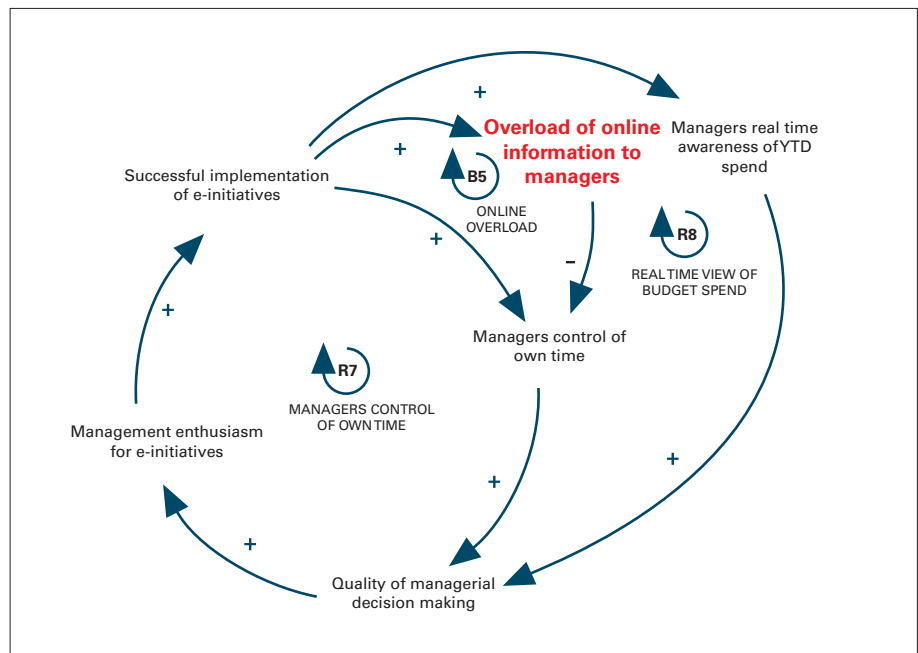 +
Overload of online
information to
managers
Managers real time
awareness of YTD
spend
+
Successful implementation
of e-initiatives
B5
ONLINE
OVERLOAD
+
R8
REAL TIME VIEW OF
BUDGET SPEND
–
+
Managers control of
own time
R7
MANAGERS CONTROL
OF OWN TIME
Management enthusiasm
for e-initiatives
+
+
+
Quality of managerial
decision making